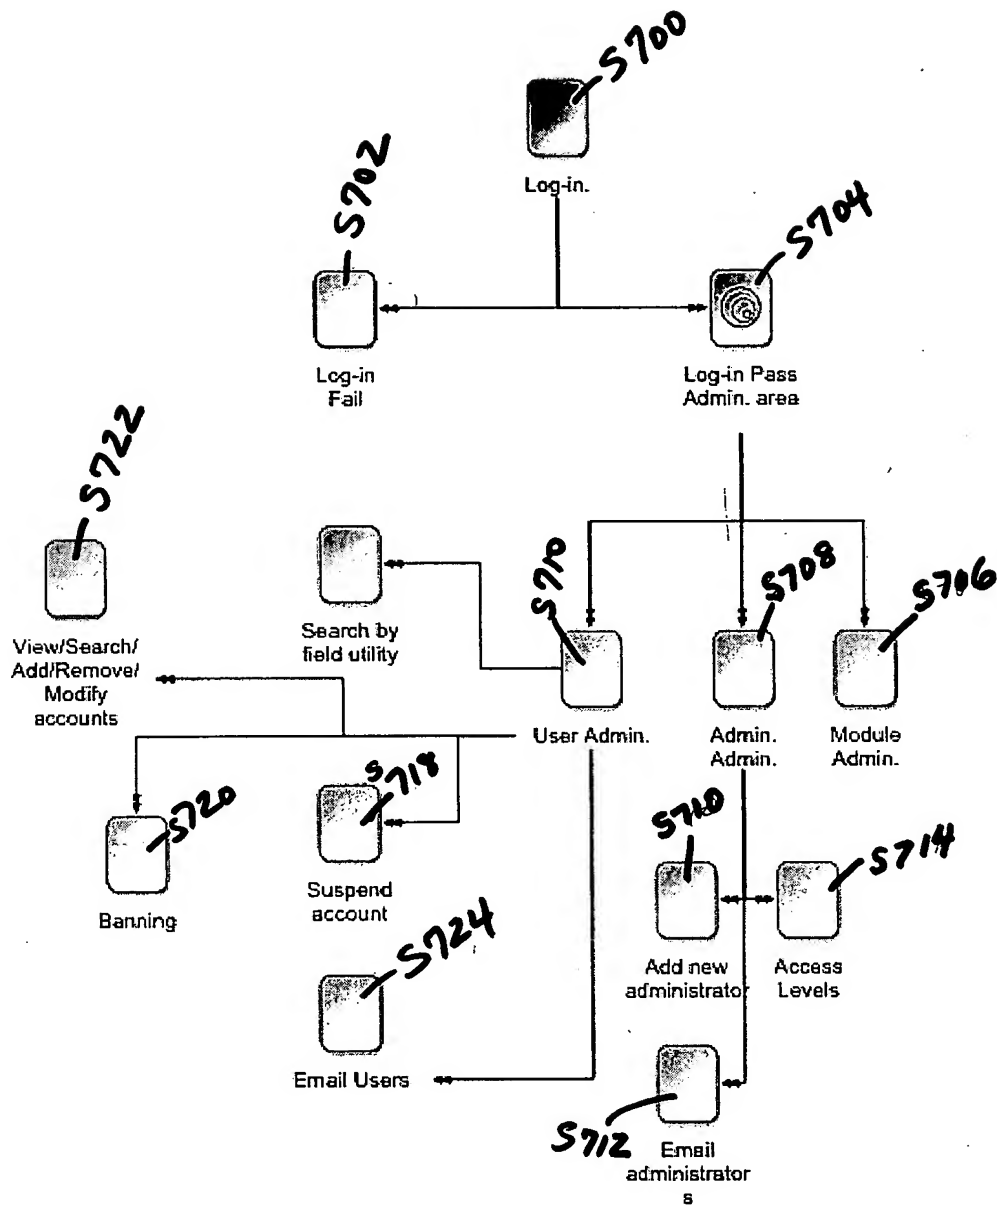 S700
Log-in.
S702
S704
Log-in
Fail
Log-in Pass
Admin. area
S722
View/Search/
Add/Remove/
Modify
accounts
Search by
field utility
S710
User Admin.
S708
Admin.
Admin.
S706
Module
Admin.
S720
Banning
S718
Suspend
account
S710
Add new
administrator
S714
Access
Levels
S724
Email Users
S712
Email
administrator
s